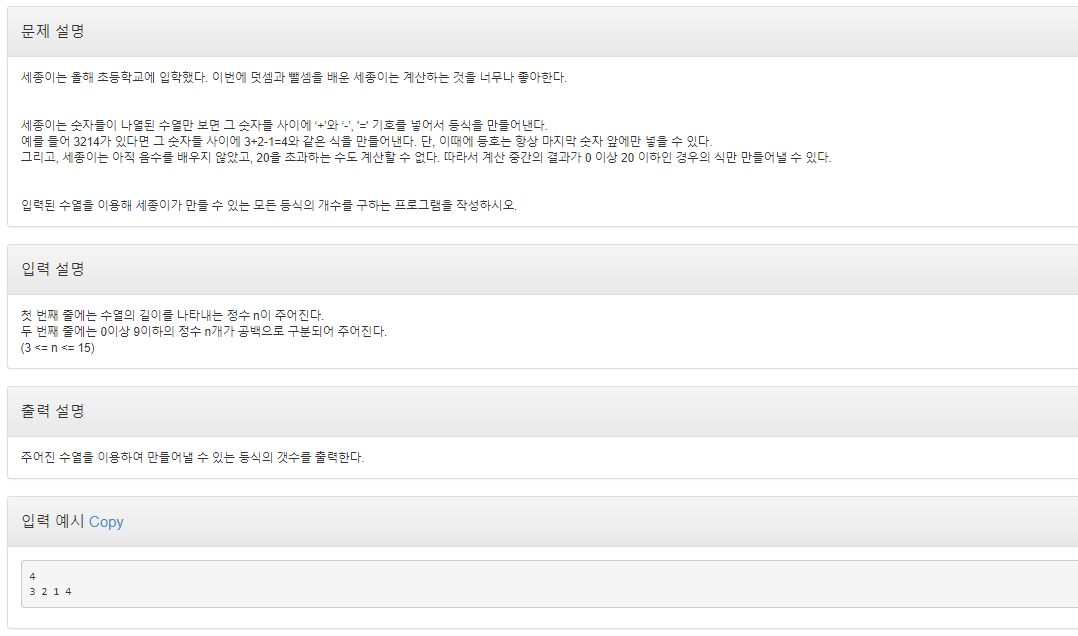 문제 설명
세종이는 올해 초등학교에 입학했다. 이번에 덧셈과 뺄셈을 배운 세종이는 계산하는 것을 너무나 좋아한다.
세종이는 숫자들이 나열된 수열만 보면 그 숫자들 사이에 '+'와 '-', '=' 기호를 넣어서 등식을 만들어낸다.
예를 들어 3214가 있다면 그 숫자들 사이에 3+2-1=4와 같은 식을 만들어낸다. 단, 이때에 등호는 항상 마지막 숫자 앞에만 넣을 수 있다.
그리고, 세종이는 아직 음수를 배우지 않았고, 20을 초과하는 수도 계산할 수 없다. 따라서 계산 중간의 결과가 0 이상 20 이하인 경우의 식만 만들어낼 수 있다.
입력된 수열을 이용해 세종이가 만들 수 있는 모든 등식의 개수를 구하는 프로그램을 작성하시오.
입력 설명
첫 번째 줄에는 수열의 길이를 나타내는 정수 n이 주어진다.
두 번째 줄에는 0이상 9이하의 정수 n개가 공백으로 구분되어 주어진다.
(3 <= n <= 15)
출력 설명
주어진 수열을 이용하여 만들어낼 수 있는 등식의 갯수를 출력한다.
입력 예시 Copy
4
3 2 1 4